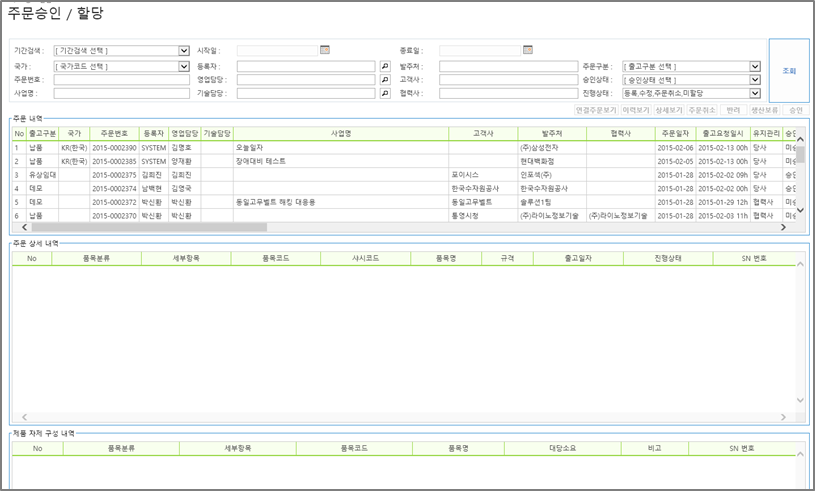 주문승인 / 할당
기간검색 : [ 기간검색 선택 ] 시작일 : 종료일 :
국가 : [ 국가코드 선택 ] 등록자 : 발주처 : 주문구분 : [ 출고구분 선택 ]
주문번호 : 영업담당 : 고객사 : 승인상태 : [ 승인상태 선택 ]
사업명 : 기술담당 : 협력사 : 진행상태 : 등록,수정,주문취소,미할당
조회
연결주문보기 이력보기 상세보기 주문취소 반려 생산보류 승인
주문 내역
No 출고구분 국가 주문번호 등록자 영업담당 기술담당 사업명 고객사 발주처 협력사 주문일자 출고요청일시 유지관리 승인
1 납품 KR(한국) 2015-0002390 SYSTEM 김명호 오늘일자 (주)삼성전자 2015-02-06 2015-02-13 00h 당사 미승
2 납품 KR(한국) 2015-0002385 SYSTEM 양재환 장애대비 테스트 현대백화점 2015-02-05 2015-02-13 00h 당사 미승
3 유상임대 2015-0002375 김희진 김희진 모이시스 인포섹(주) 2015-01-28 2015-02-02 09h 당사 승인
4 데모 2015-0002374 남백현 김영국 한국수자원공사 한국수자원공사 2015-01-28 2015-02-02 00h 당사 승인
5 데모 2015-0002372 박신환 박신환 동일고무벨트 해킹 대응용 동일고무벨트 솔루션1팀 2015-01-28 2015-01-29 12h 협력사 미승
6 납품 2015-0002370 박신환 박신환 통영시청 (주)라이노정보기술 (주)라이노정보기술 2015-01-28 2015-02-03 11h 협력사 미승
주문 상세 내역
No 품목분류 세부항목 품목코드 샤시코드 품목명 규격 출고일자 진행상태 SN 번호
제품 자제 구성 내역
No 품목분류 세부항목 품목코드 품목명 대당소요 비고 SN 번호